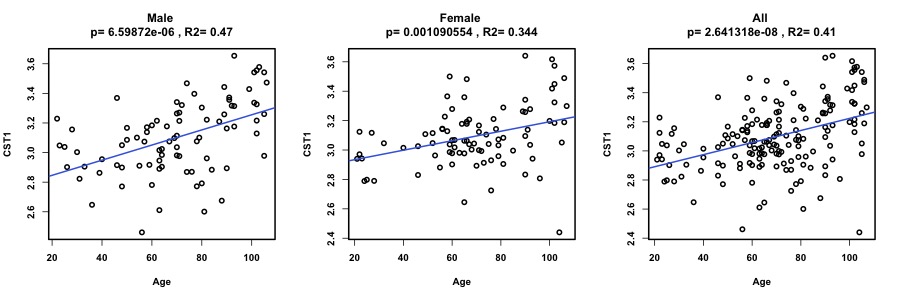 Male
p= 6.59872e-06 , R2= 0.47
CST1
3.6
3.4
3.2
3.0
2.8
2.6
20 40 60 80 100
Age
Female
p= 0.001090554 , R2= 0.344
CST1
3.6
3.4
3.2
3.0
2.8
2.6
2.4
20 40 60 80 100
Age
All
p= 2.641318e-08 , R2= 0.41
CST1
3.6
3.4
3.2
3.0
2.8
2.6
2.4
20 40 60 80 100
Age